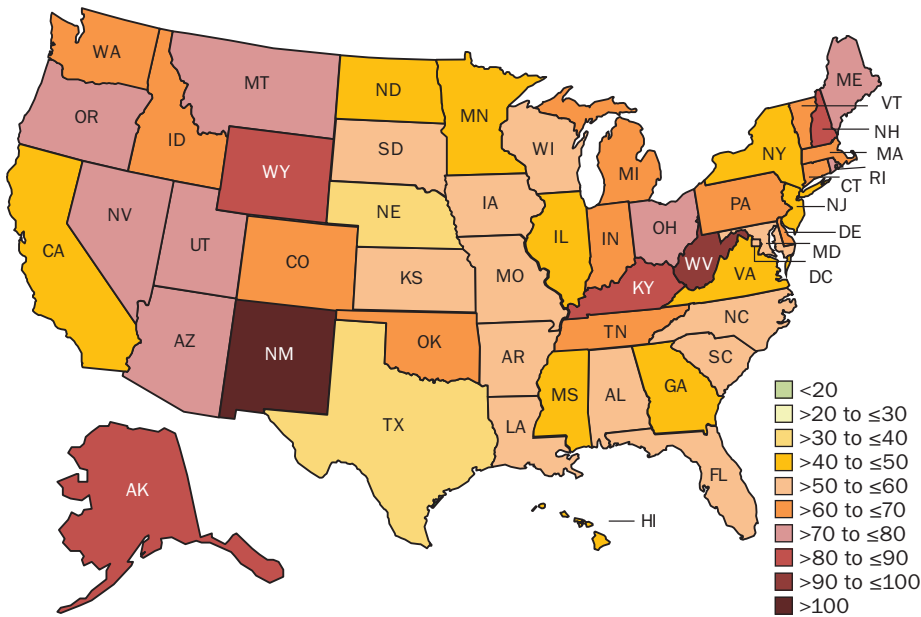 WA
MT
ME
ND
VT
OR
MN
ID
NH
SD
WI
NY
MA
WY
MI
RI
CT
IA
PA
NJ
NE
NV
OH
DE
UT
IL
IN
MD
CA
CO
WV
DC
VA
KS
MO
KY
NC
TN
AZ
OK
NM
AR
SC
MS
AL
GA
TX
LA
FL
AK
HI
<20
>20 to ≤30
>30 to ≤40
>40 to ≤50
>50 to ≤60
>60 to ≤70
>70 to ≤80
>80 to ≤90
>90 to ≤100
>100